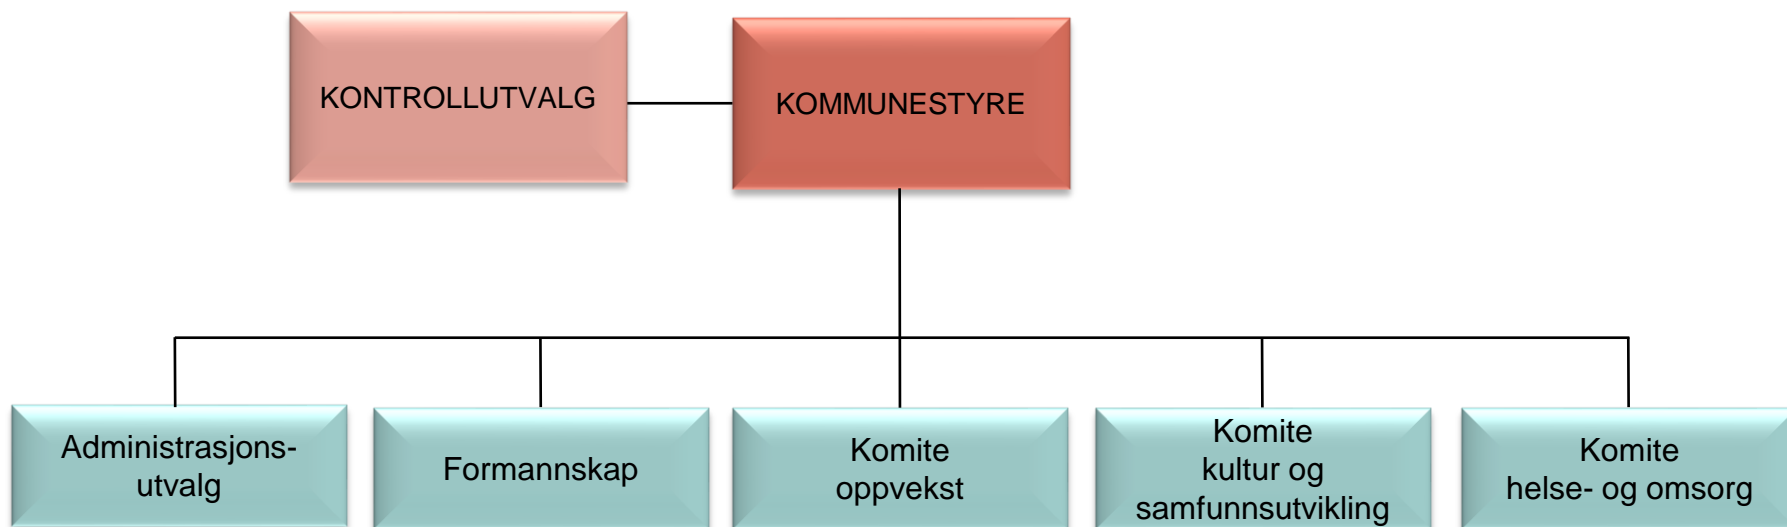 KONTROLLUTVALG
KOMMUNESTYRE
Administrasjons-
utvalg
Formannskap
Komite
oppvekst
Komite
kultur og
samfunnsutvikling
Komite
helse- og omsorg